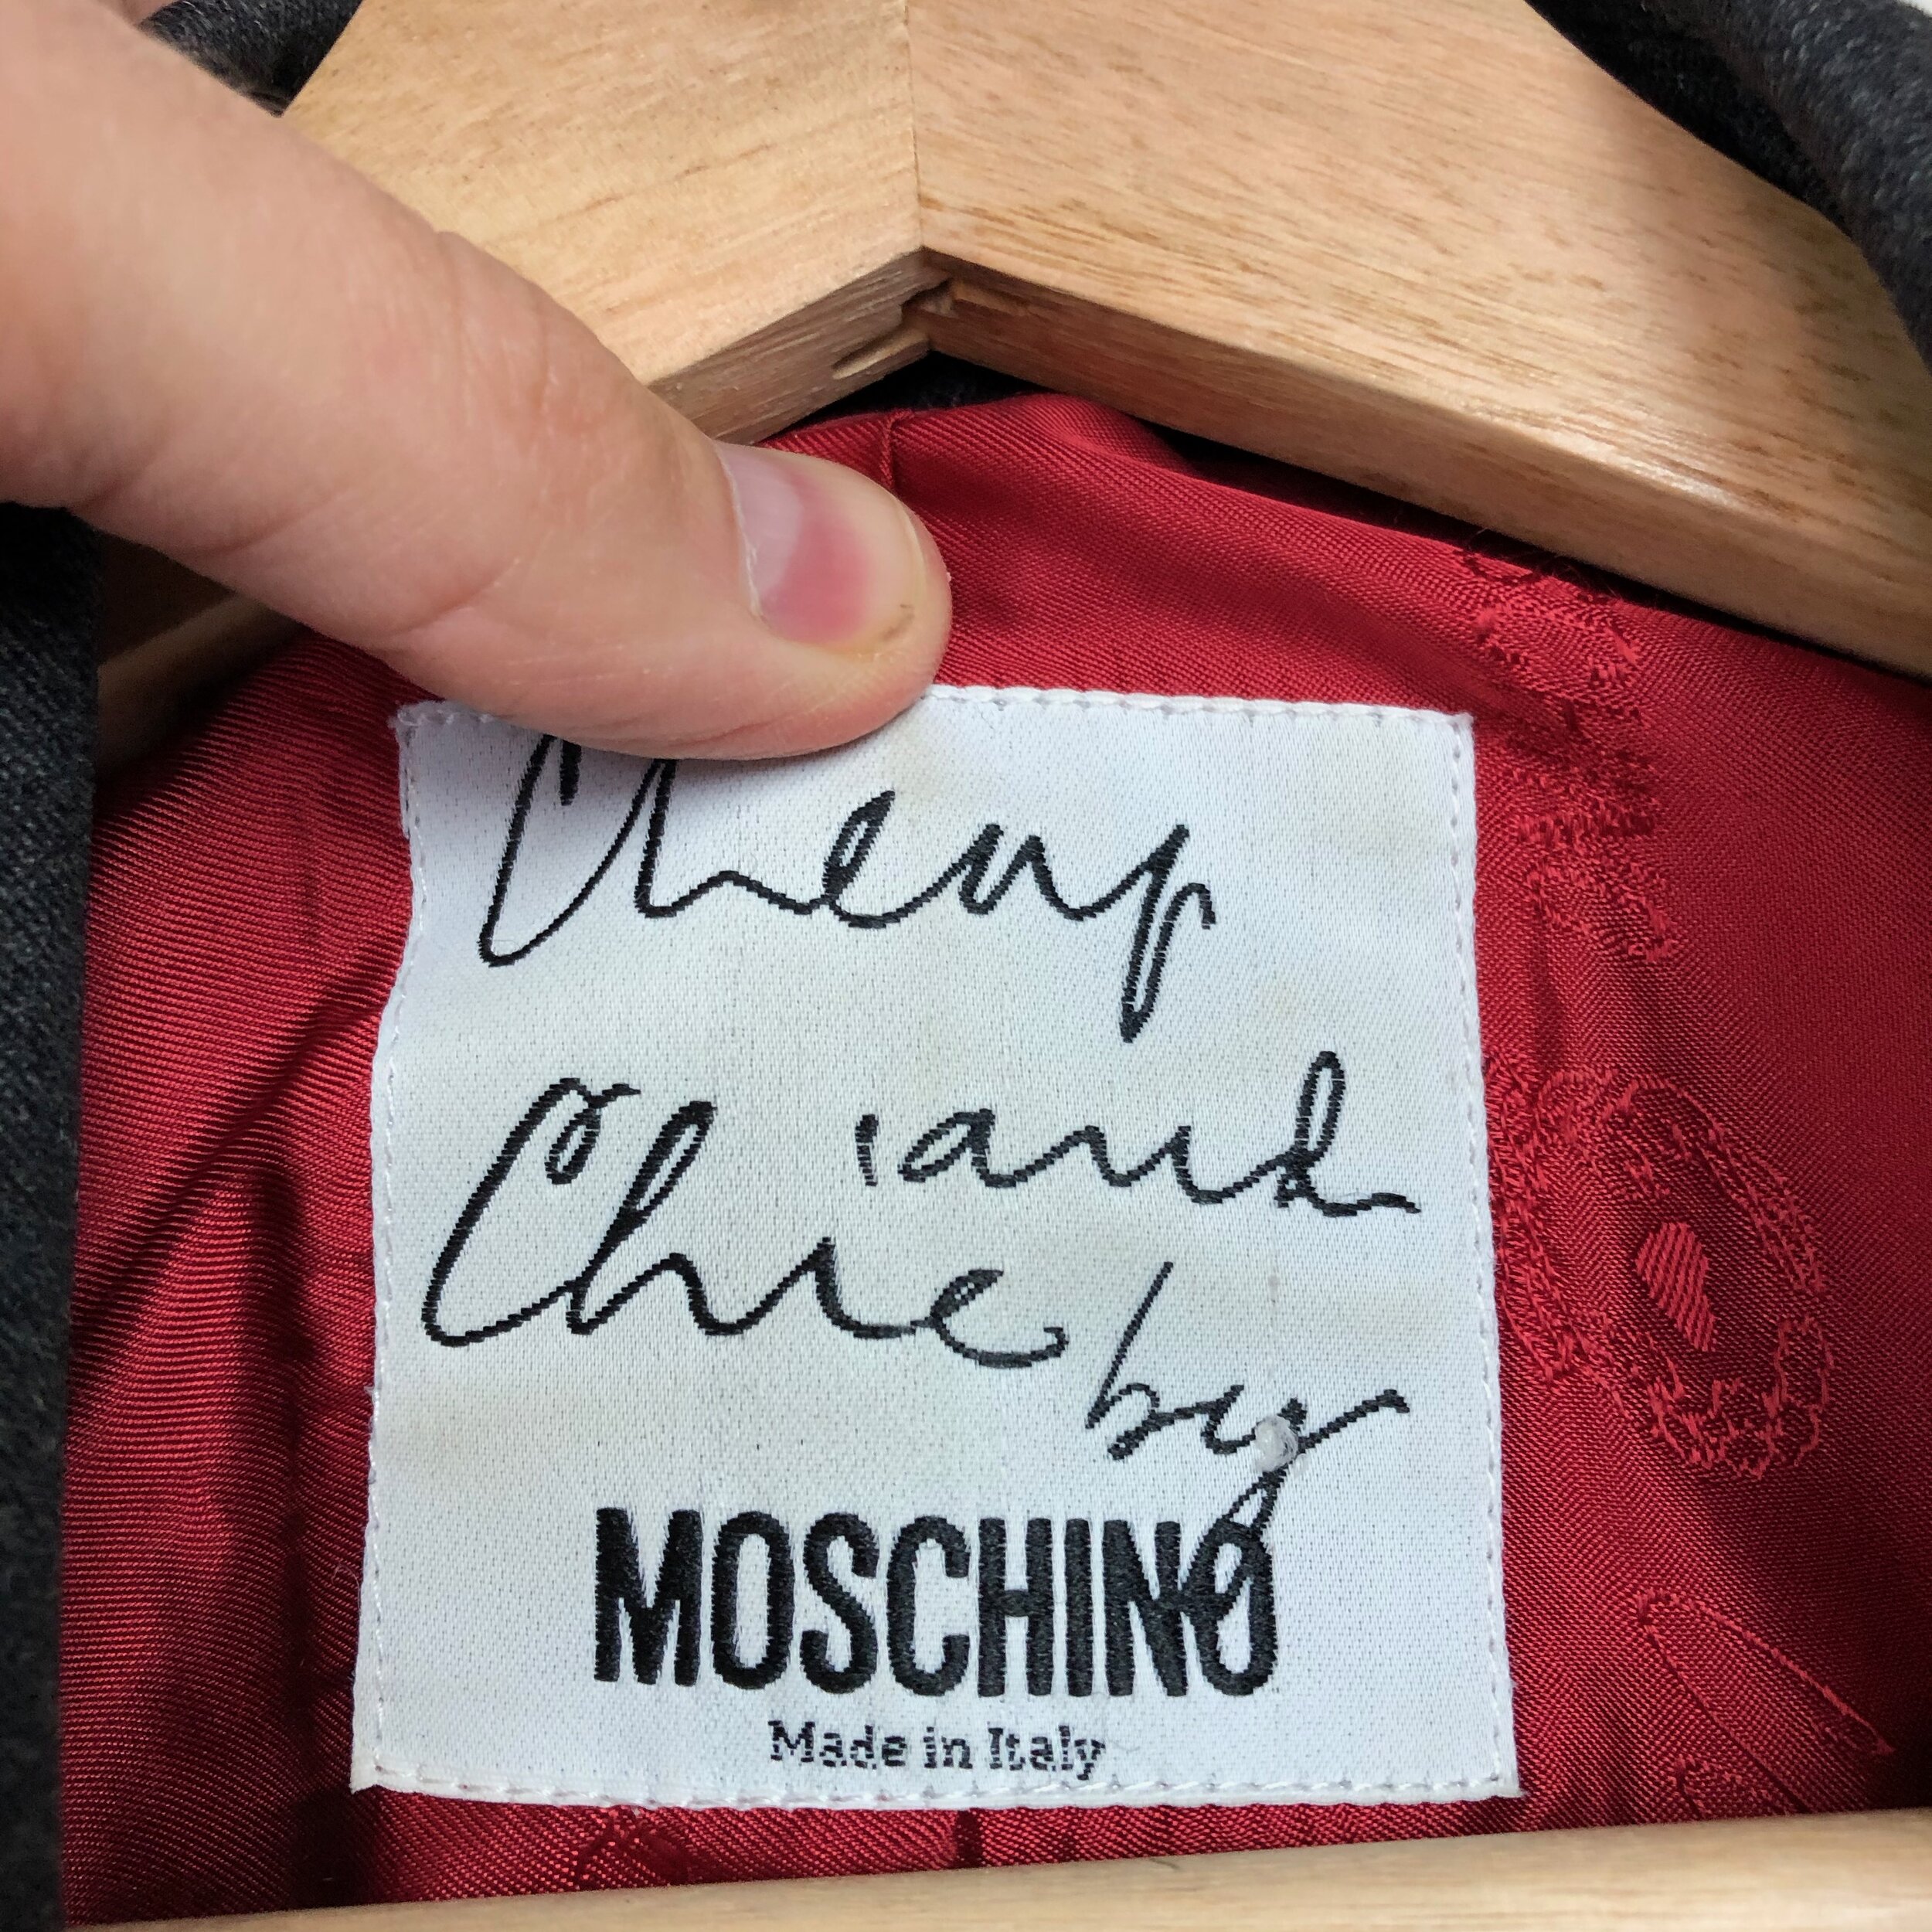 Cheap
and
Chic
by
MOSCHINO
Made in Italy